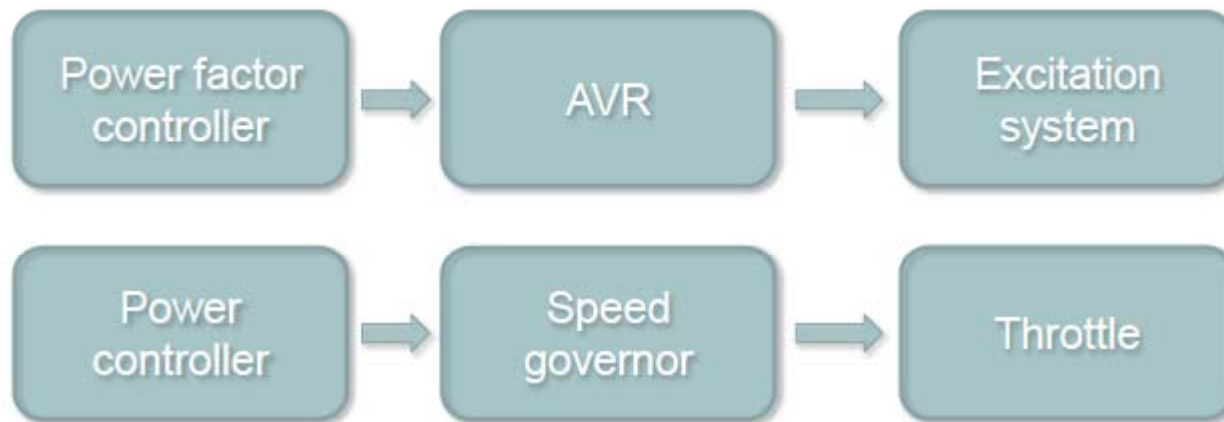 Power factor
controller
AVR
Excitation
system
Power
controller
Speed
governor
Throttle